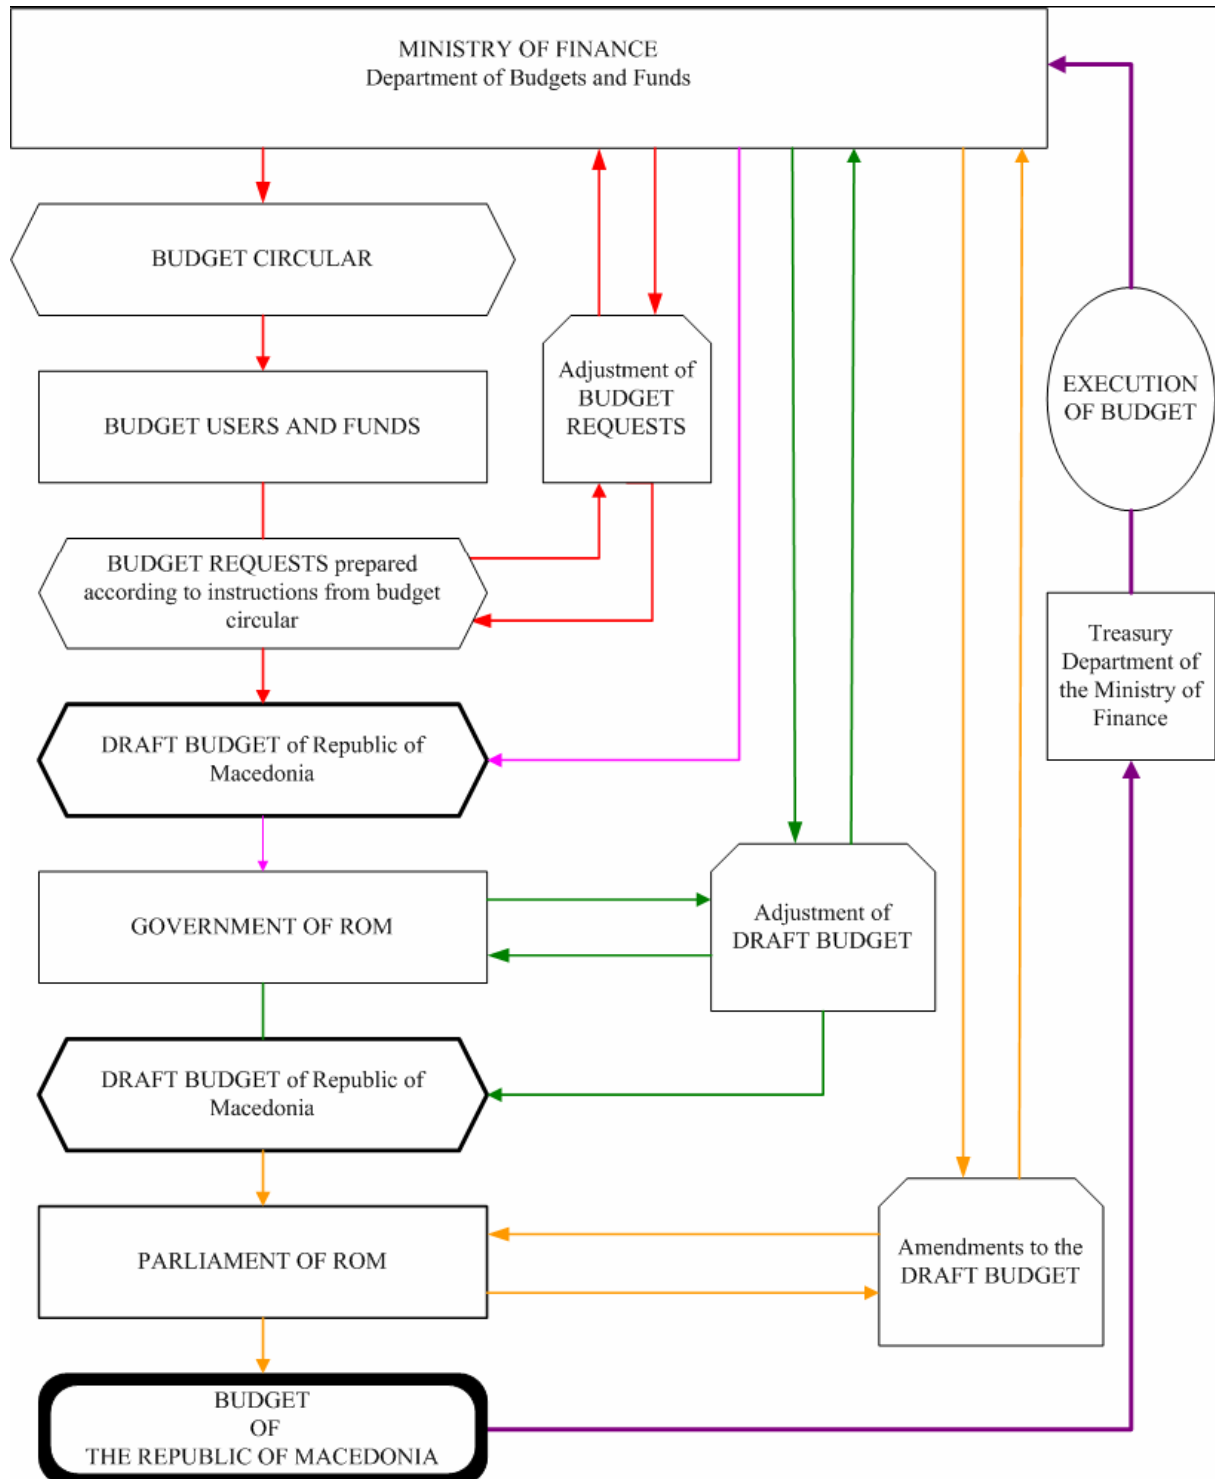 MINISTRY OF FINANCE
Department of Budgets and Funds
BUDGET CIRCULAR
BUDGET USERS AND FUNDS
Adjustment of
BUDGET
REQUESTS
EXECUTION
OF BUDGET
BUDGET REQUESTS prepared
according to instructions from budget
circular
Treasury
Department of
the Ministry of
Finance
DRAFT BUDGET of Republic of
Macedonia
GOVERNMENT OF ROM
Adjustment of
DRAFT BUDGET
DRAFT BUDGET of Republic of
Macedonia
PARLIAMENT OF ROM
Amendments to the
DRAFT BUDGET
BUDGET
OF
THE REPUBLIC OF MACEDONIA